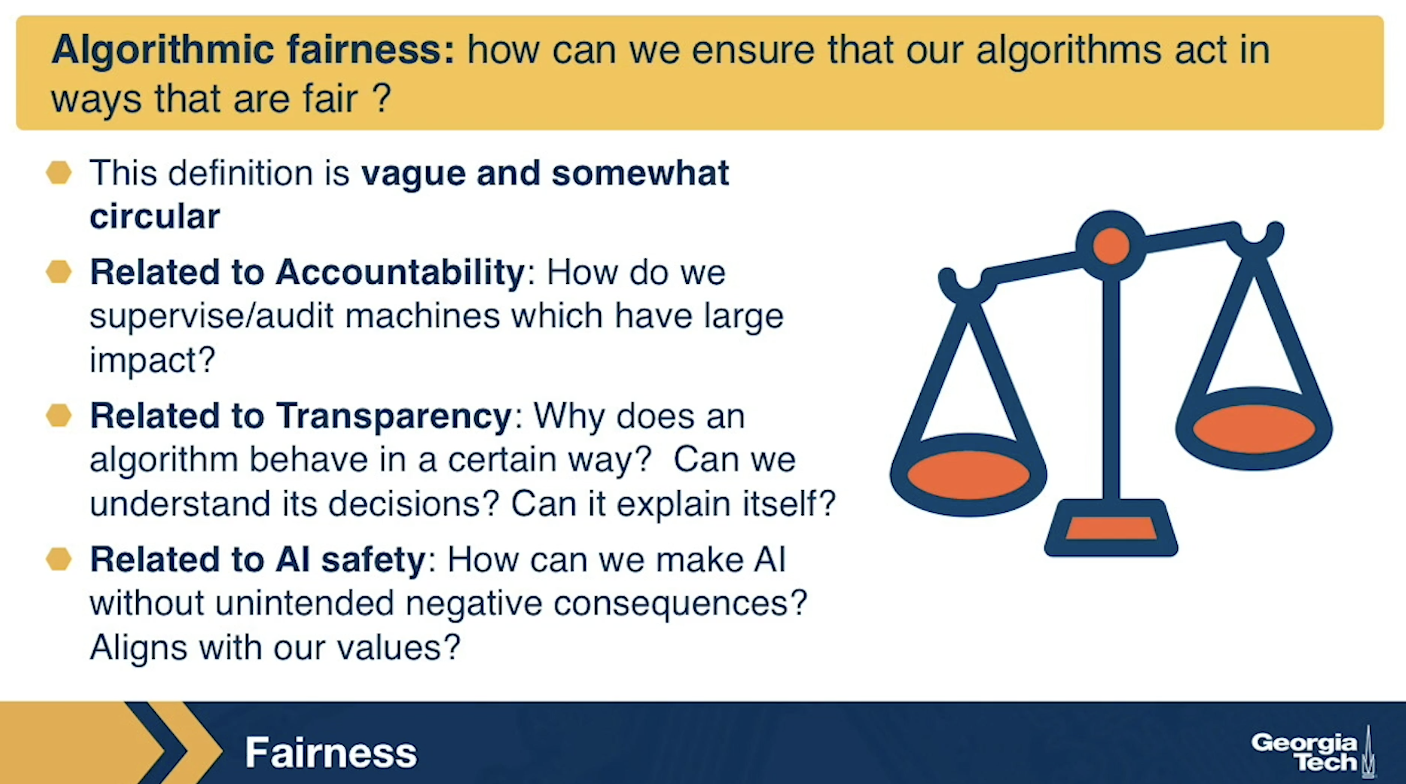 Algorithmic fairness: how can we ensure that our algorithms act in
ways that are fair ?
This definition is vague and somewhat
circular
Related to Accountability: How do we
supervise/audit machines which have large
impact?
Related to Transparency: Why does an
algorithm behave in a certain way?  Can we
understand its decisions? Can it explain itself?
Related to AI safety: How can we make AI
without unintended negative consequences?
Aligns with our values?
Fairness
Georgia
Tech